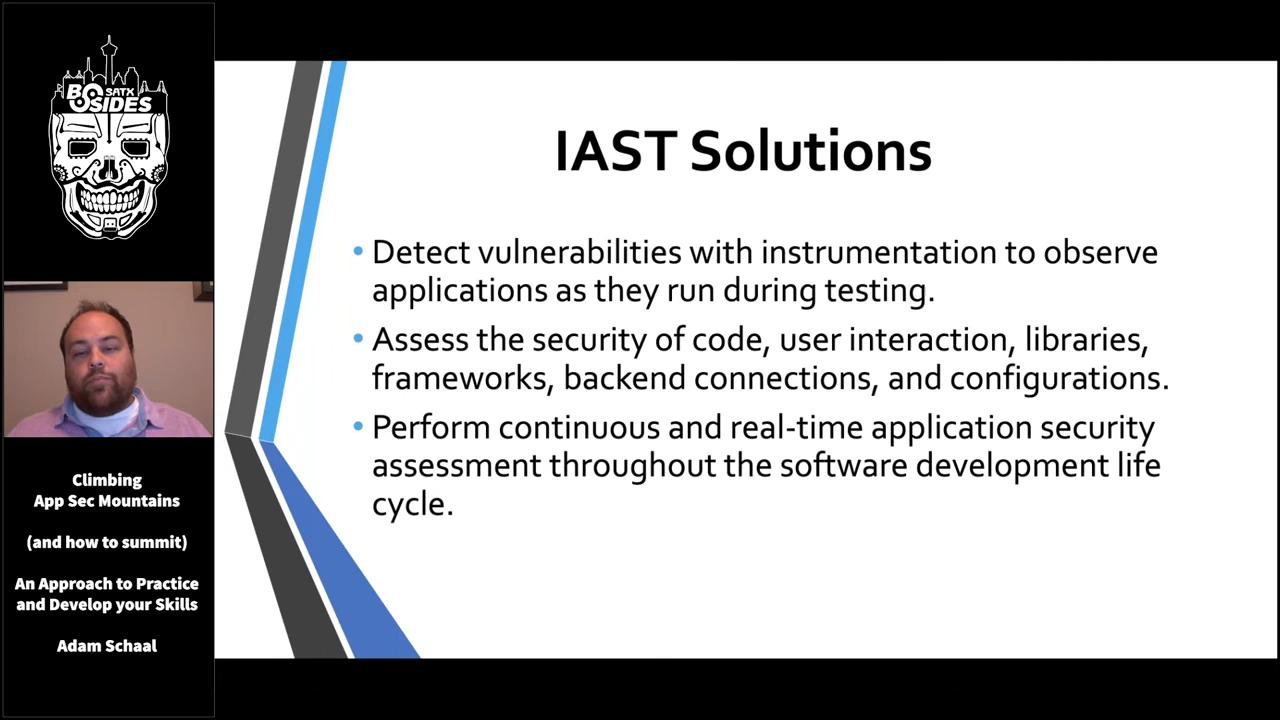 BSIDES SATX
Climbing
App Sec Mountains
(and how to summit)
An Approach to Practice
and Develop your Skills
Adam Schaal
IAST Solutions
• Detect vulnerabilities with instrumentation to observe
applications as they run during testing.
• Assess the security of code, user interaction, libraries,
frameworks, backend connections, and configurations.
• Perform continuous and real-time application security
assessment throughout the software development life
cycle.